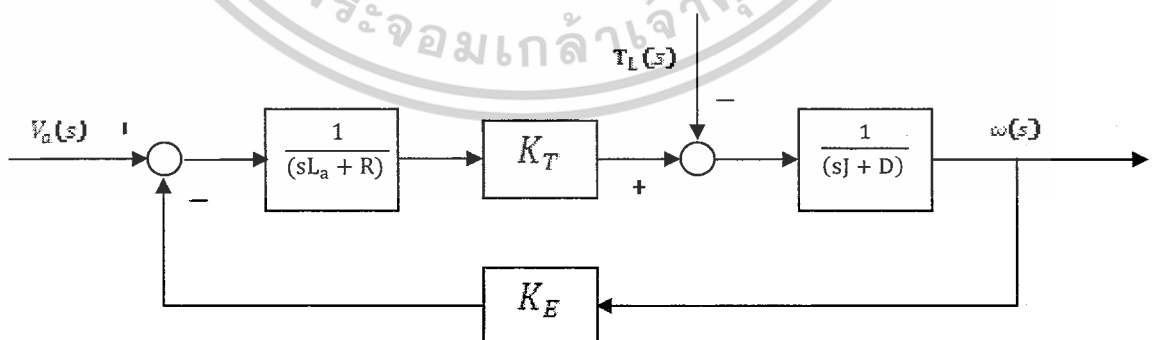 ระจอมเกล้าเจ้า
T_L(s)
V_a(s)
1
(sL_a + R)
K_T
1
(sJ + D)
ω(s)
−
+
−
K_E